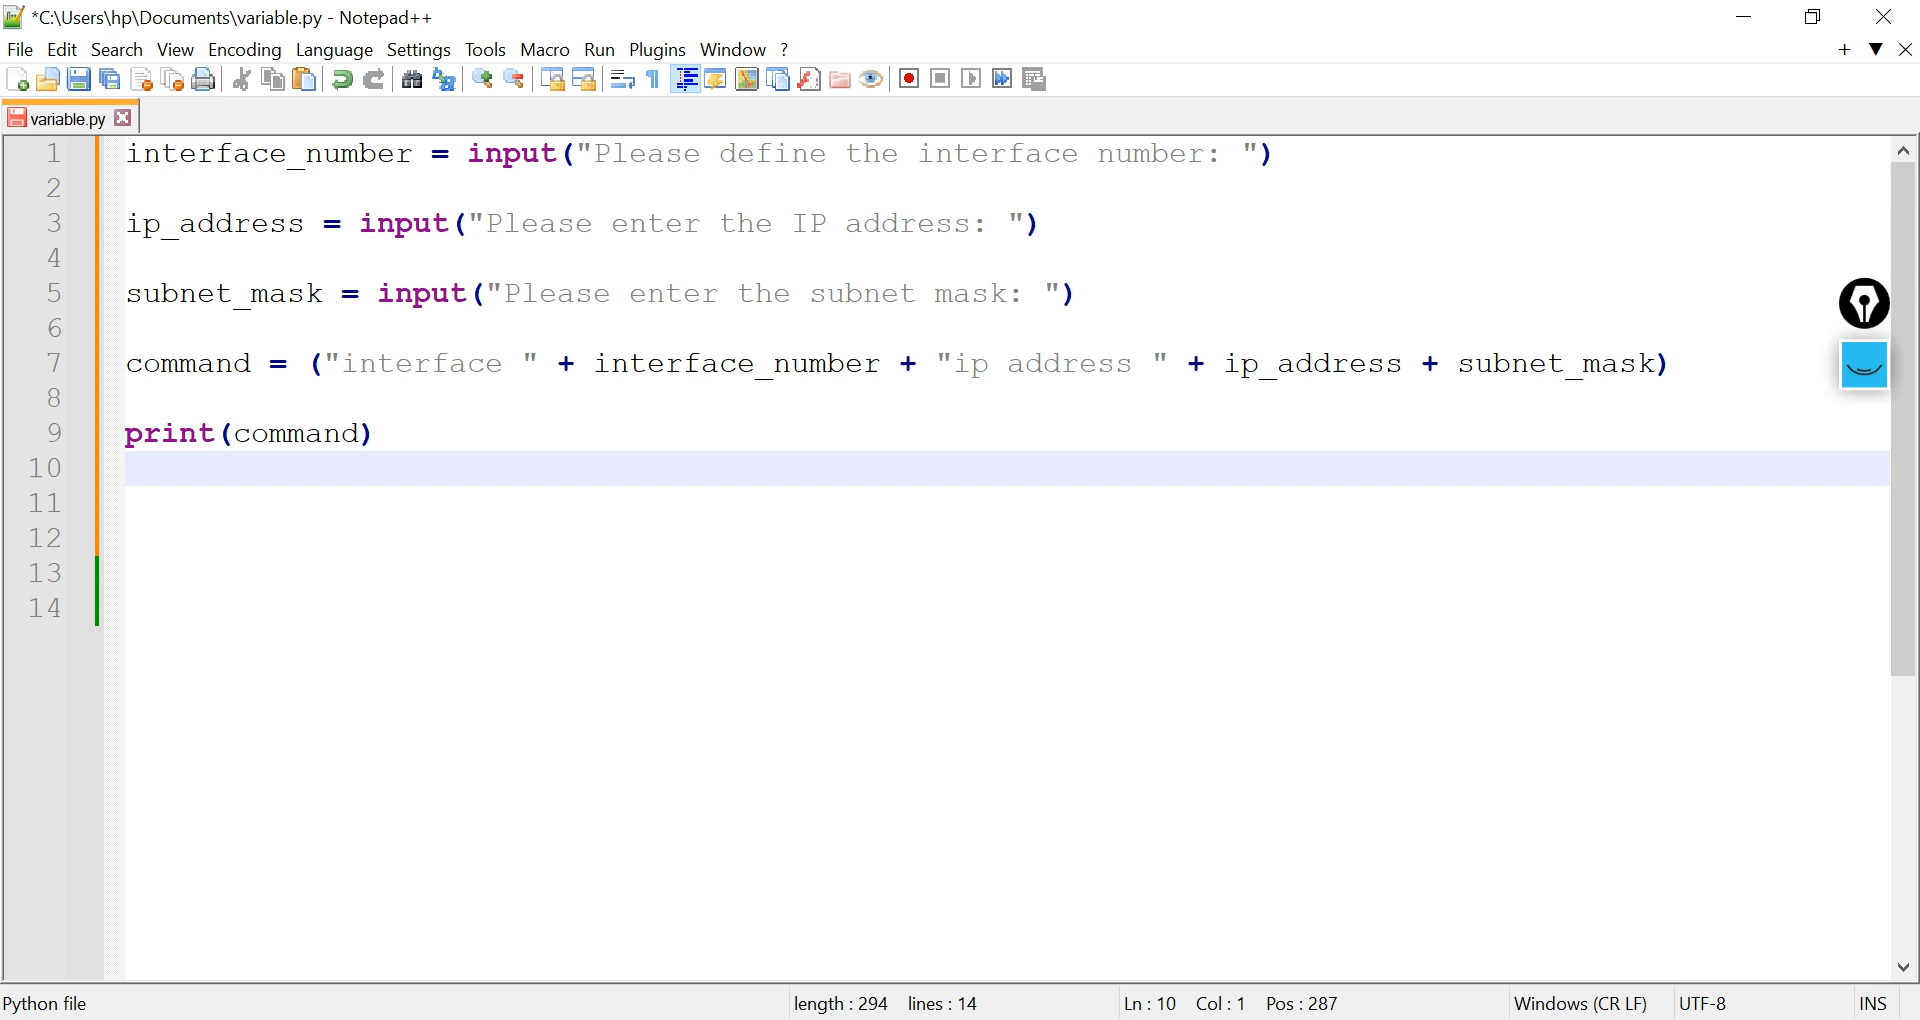 *C:\Users\hp\Documents\variable.py - Notepad++
File Edit Search View Encoding Language Settings Tools Macro Run Plugins Window ?
variable.py
1 interface_number = input("Please define the interface number: ")
2
3 ip_address = input("Please enter the IP address: ")
4
5 subnet_mask = input("Please enter the subnet mask: ")
6
7 command = ("interface " + interface_number + "ip address " + ip_address + subnet_mask)
8
9 print(command)
10
11
12
13
14
Python file length : 294 lines : 14 Ln : 10 Col : 1 Pos : 287 Windows (CR LF) UTF-8 INS